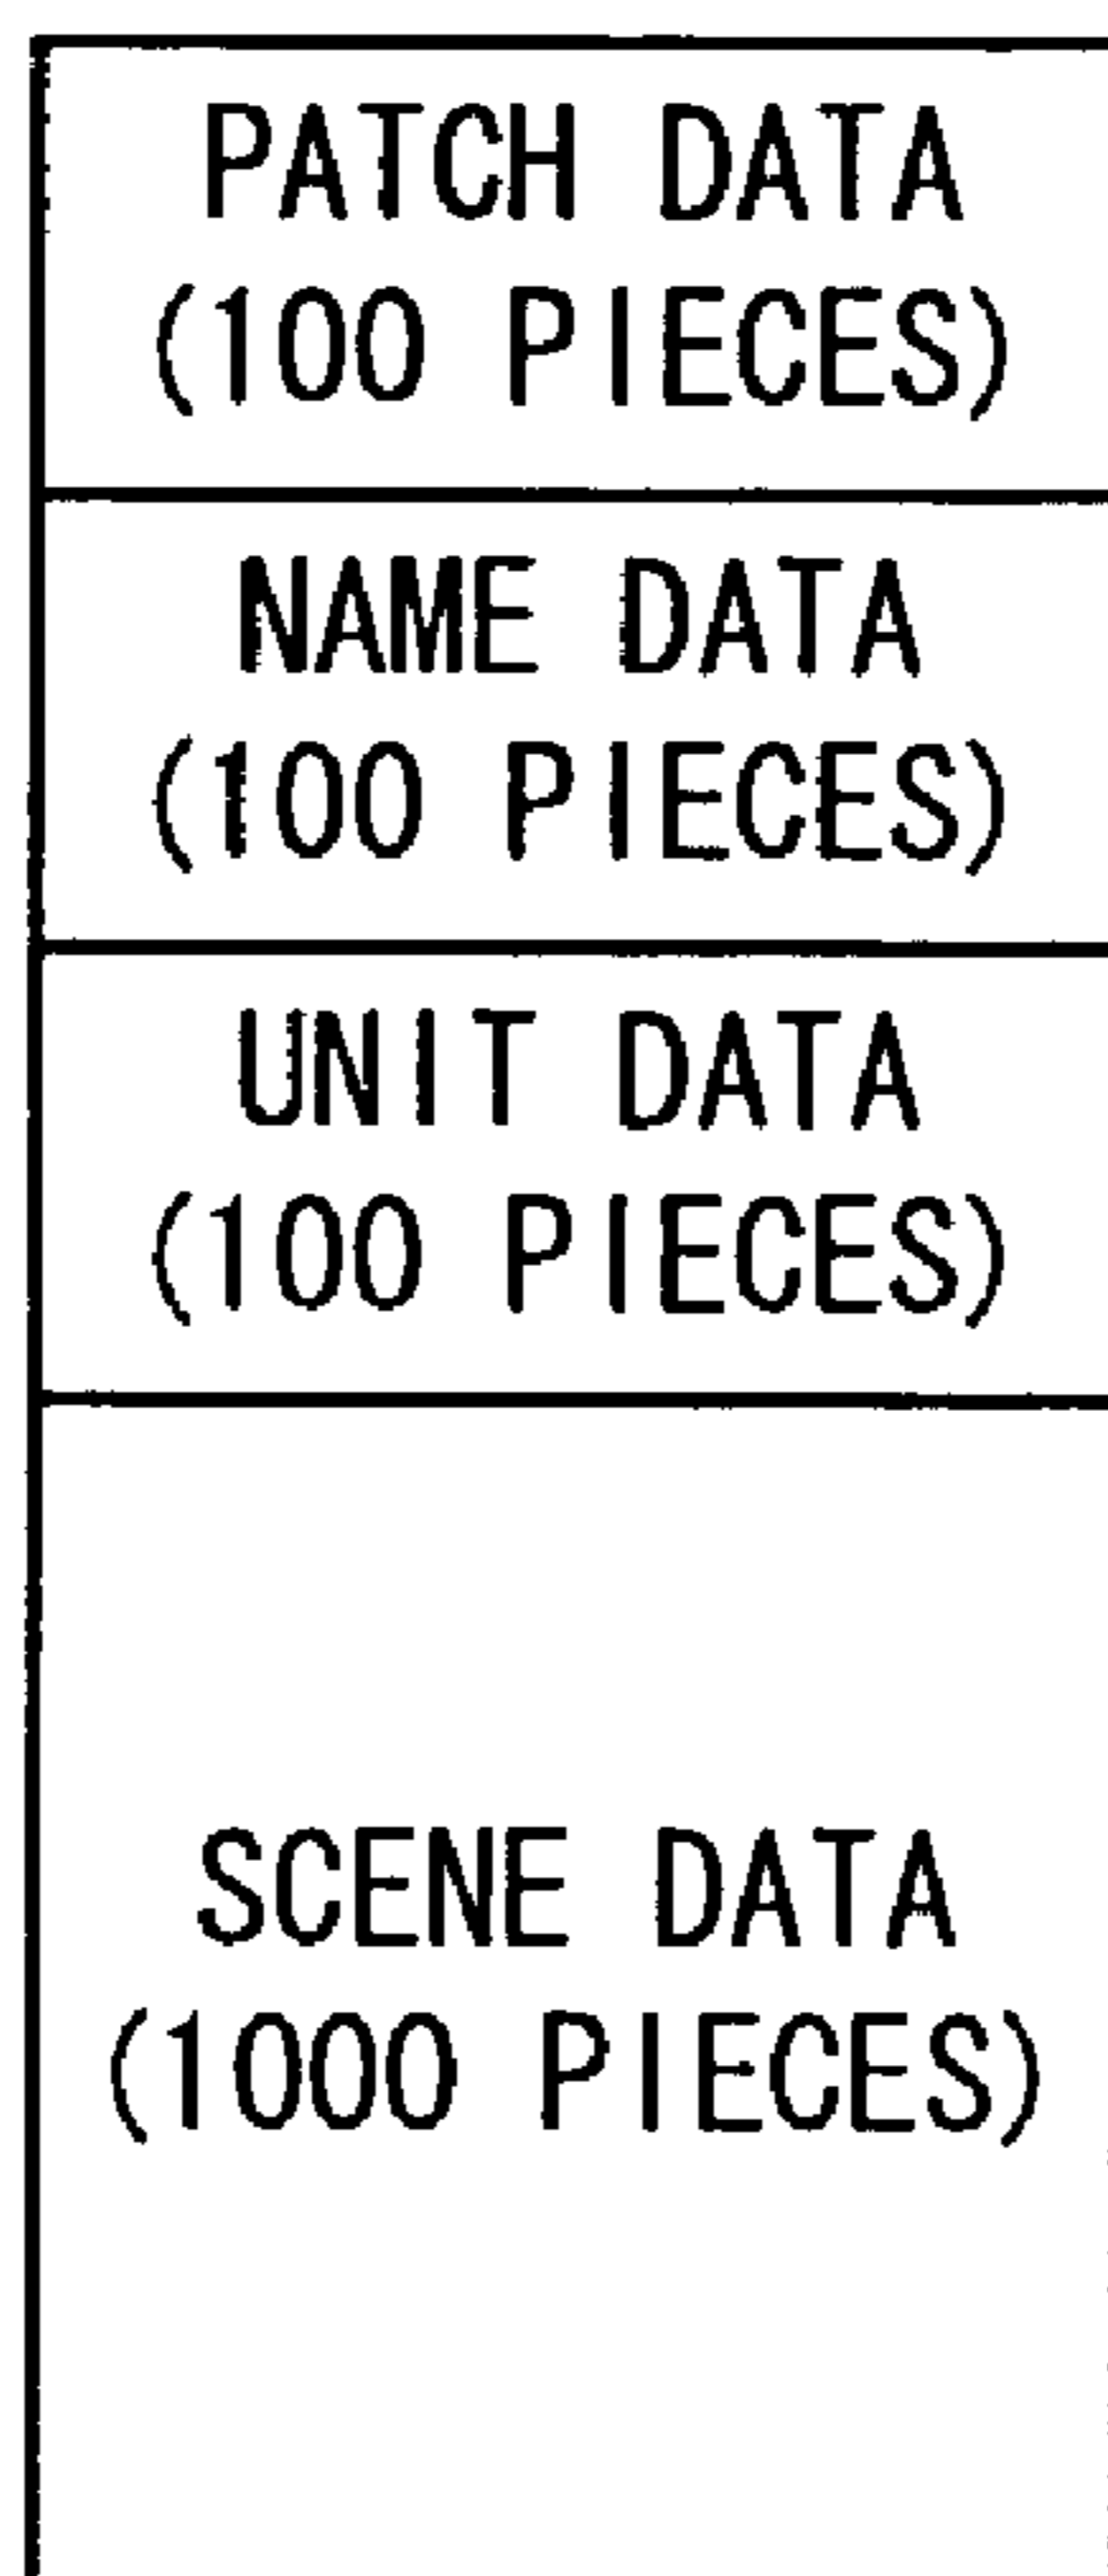 PATCH DATA
(100 PIECES)
NAME DATA
(100 PIECES)
UNIT DATA
(100 PIECES)
SCENE DATA
(1000 PIECES)